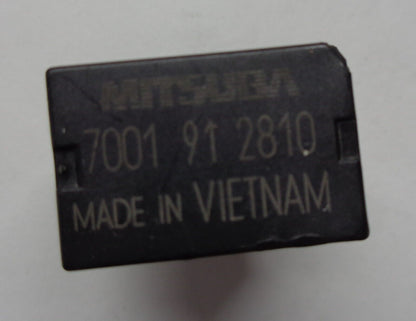 MITSUBA
7001 91 2810
MADE IN VIETNAM